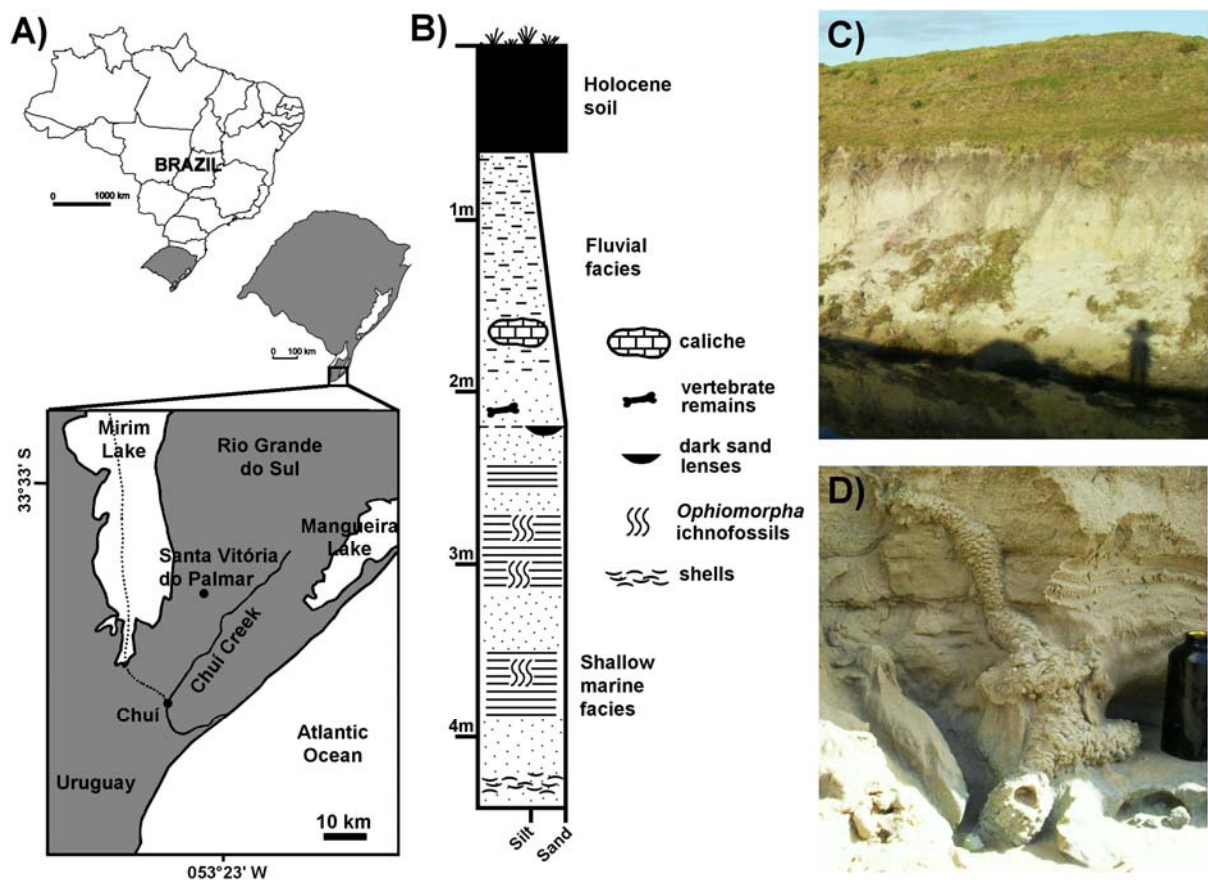 A)
BRAZIL
0 1000 km
0 100 km
Mirim
Lake
Rio Grande
do Sul
33°33' S
Mangueira
Lake
Santa Vitória
do Palmar
Chuí Creek
Chuí
Atlantic
Ocean
Uruguay
10 km
053°23' W
B)
Holocene
soil
1m
Fluvial
facies
2m
3m
Shallow
marine
facies
4m
Silt
Sand
caliche
vertebrate
remains
dark sand
lenses
Ophiomorpha
ichnofossils
shells
C)
D)